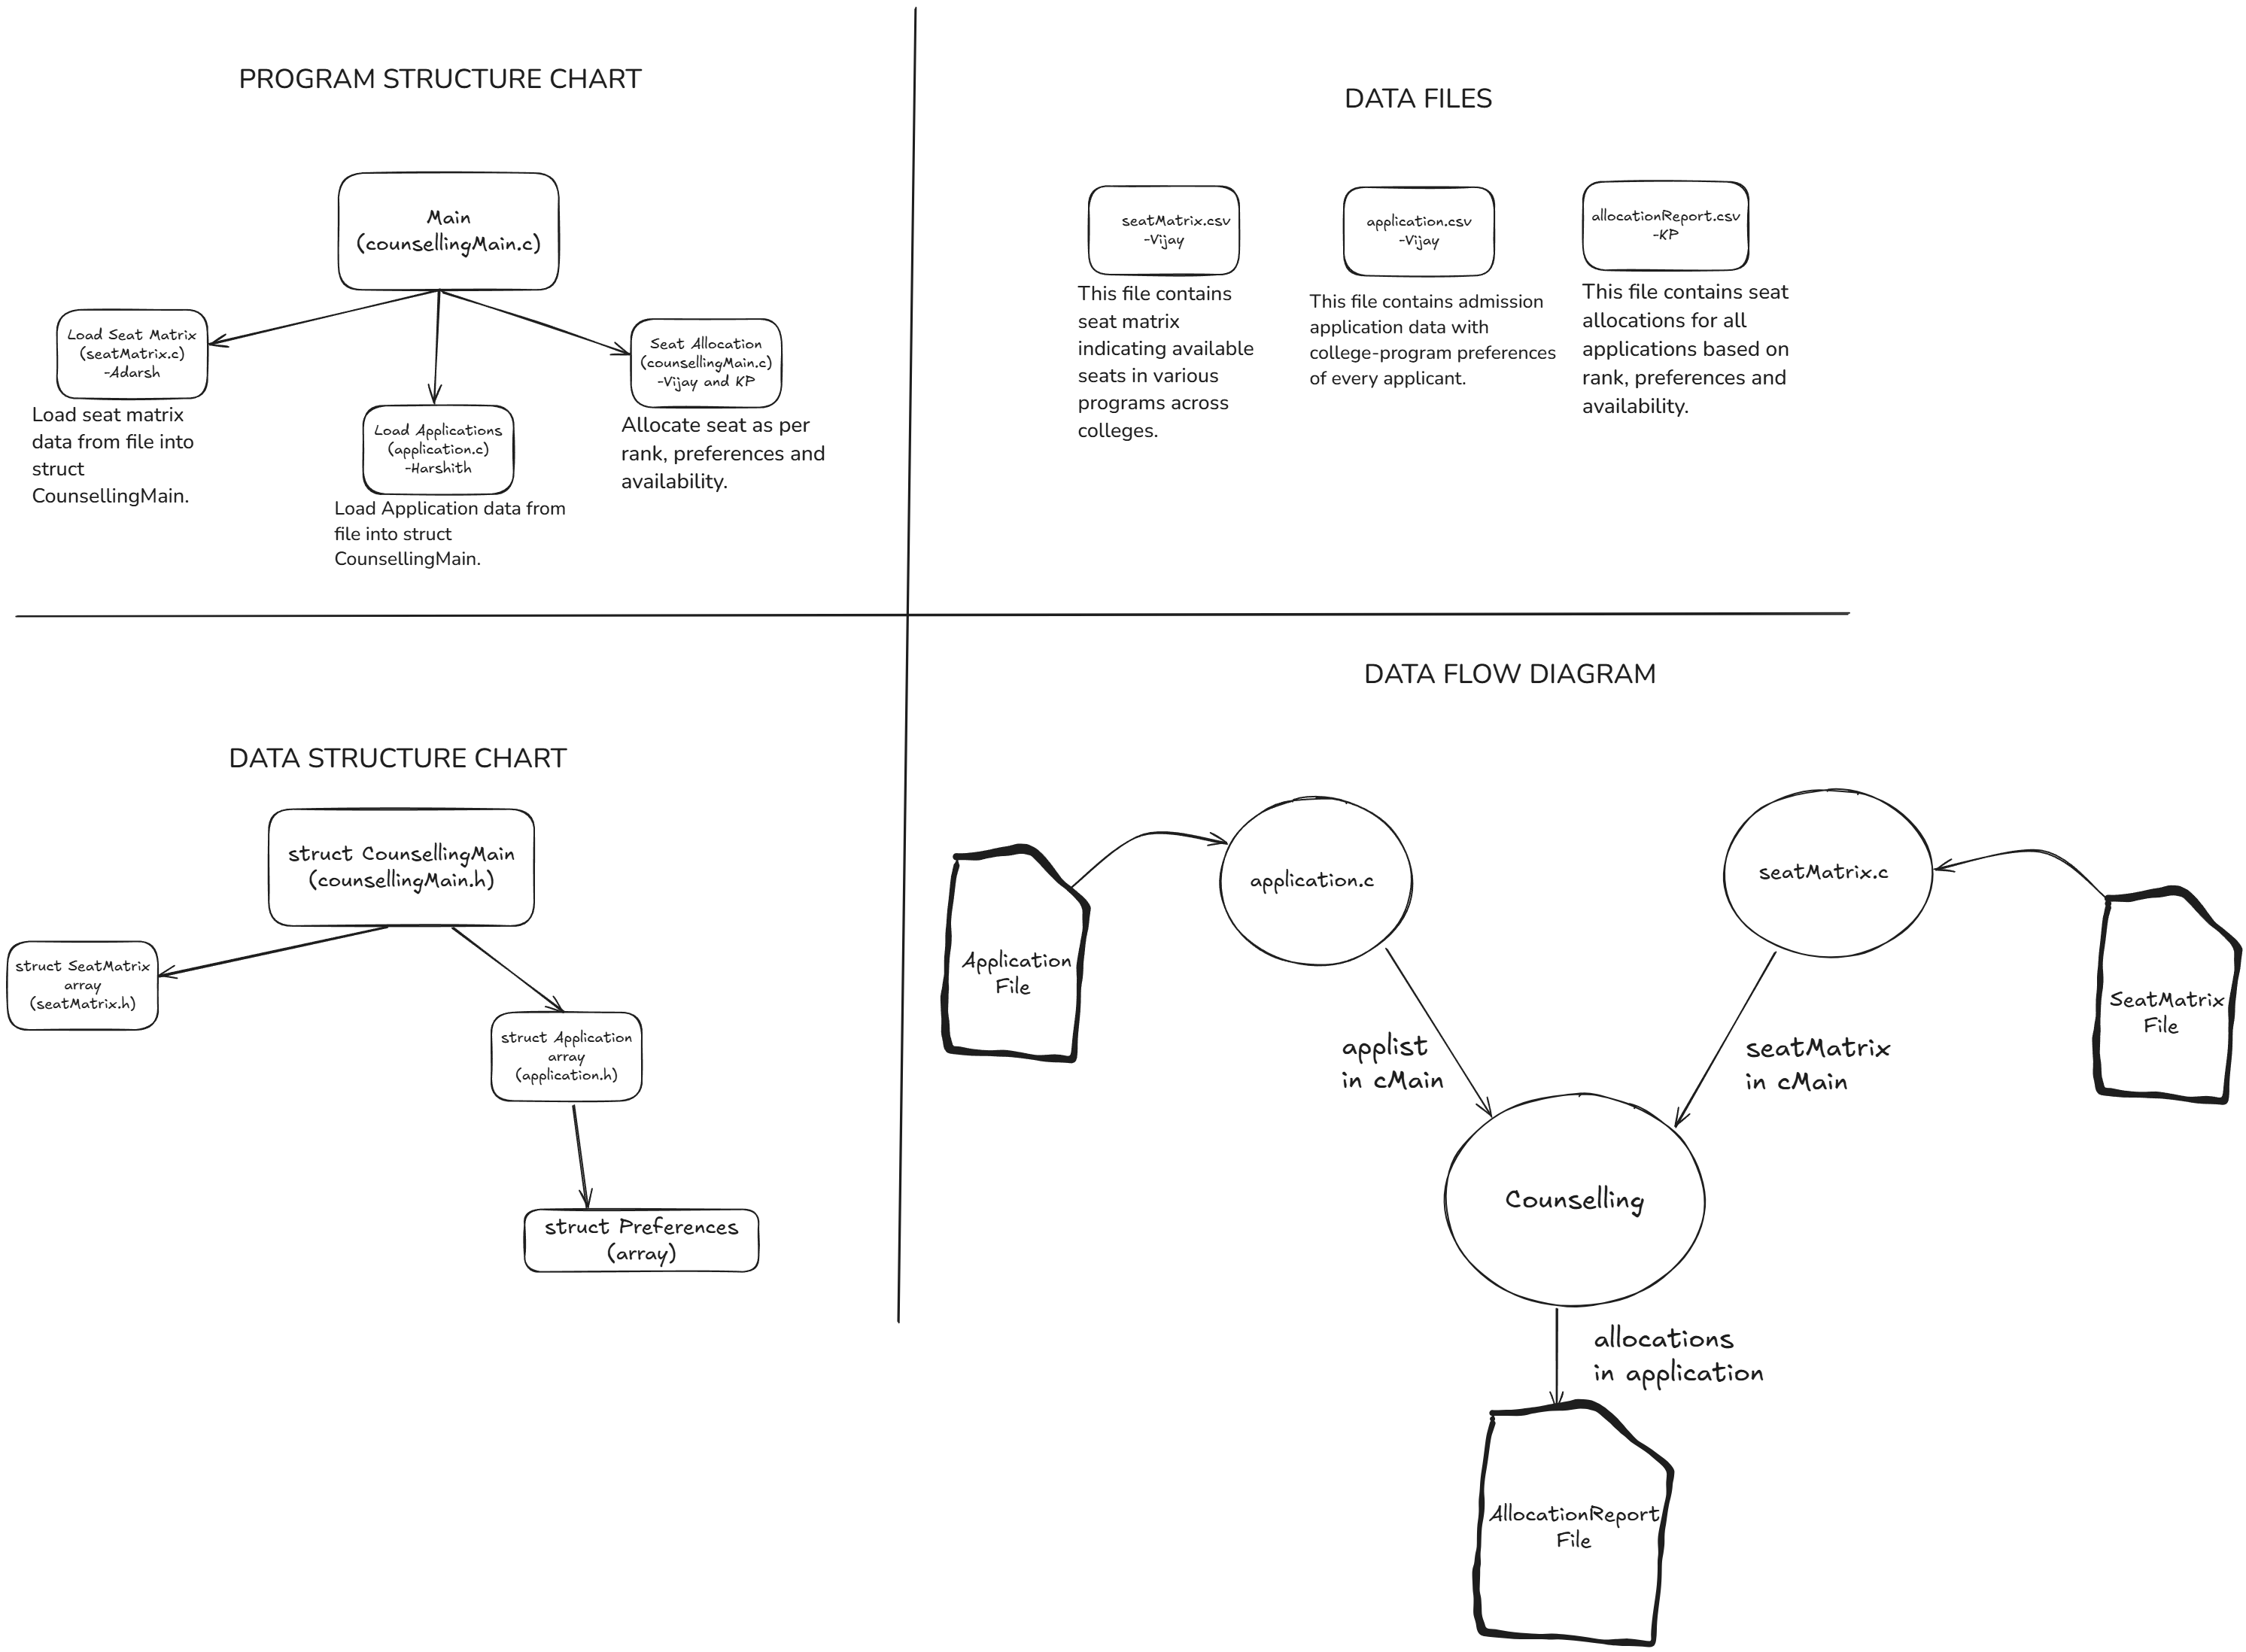 PROGRAM STRUCTURE CHART
Main
(counsellingMain.c)
Load Seat Matrix
(seatMatrix.c)
-Adarsh
Load seat matrix
data from file into
struct
CounsellingMain.
Load Applications
(application.c)
-Harshith
Load Application data from
file into struct
CounsellingMain.
Seat Allocation
(counsellingMain.c)
-Vijay and KP
Allocate seat as per
rank, preferences and
availability.
DATA FILES
seatMatrix.csv
-Vijay
This file contains
seat matrix
indicating available
seats in various
programs across
colleges.
application.csv
-Vijay
This file contains admission
application data with
college-program preferences
of every applicant.
allocationReport.csv
-KP
This file contains seat
allocations for all
applications based on
rank, preferences and
availability.
DATA STRUCTURE CHART
struct CounsellingMain
(counsellingMain.h)
struct SeatMatrix
array
(seatMatrix.h)
struct Application
array
(application.h)
struct Preferences
(array)
DATA FLOW DIAGRAM
Application
File
application.c
seatMatrix.c
SeatMatrix
File
applist
in cMain
seatMatrix
in cMain
Counselling
allocations
in application
AllocationReport
File